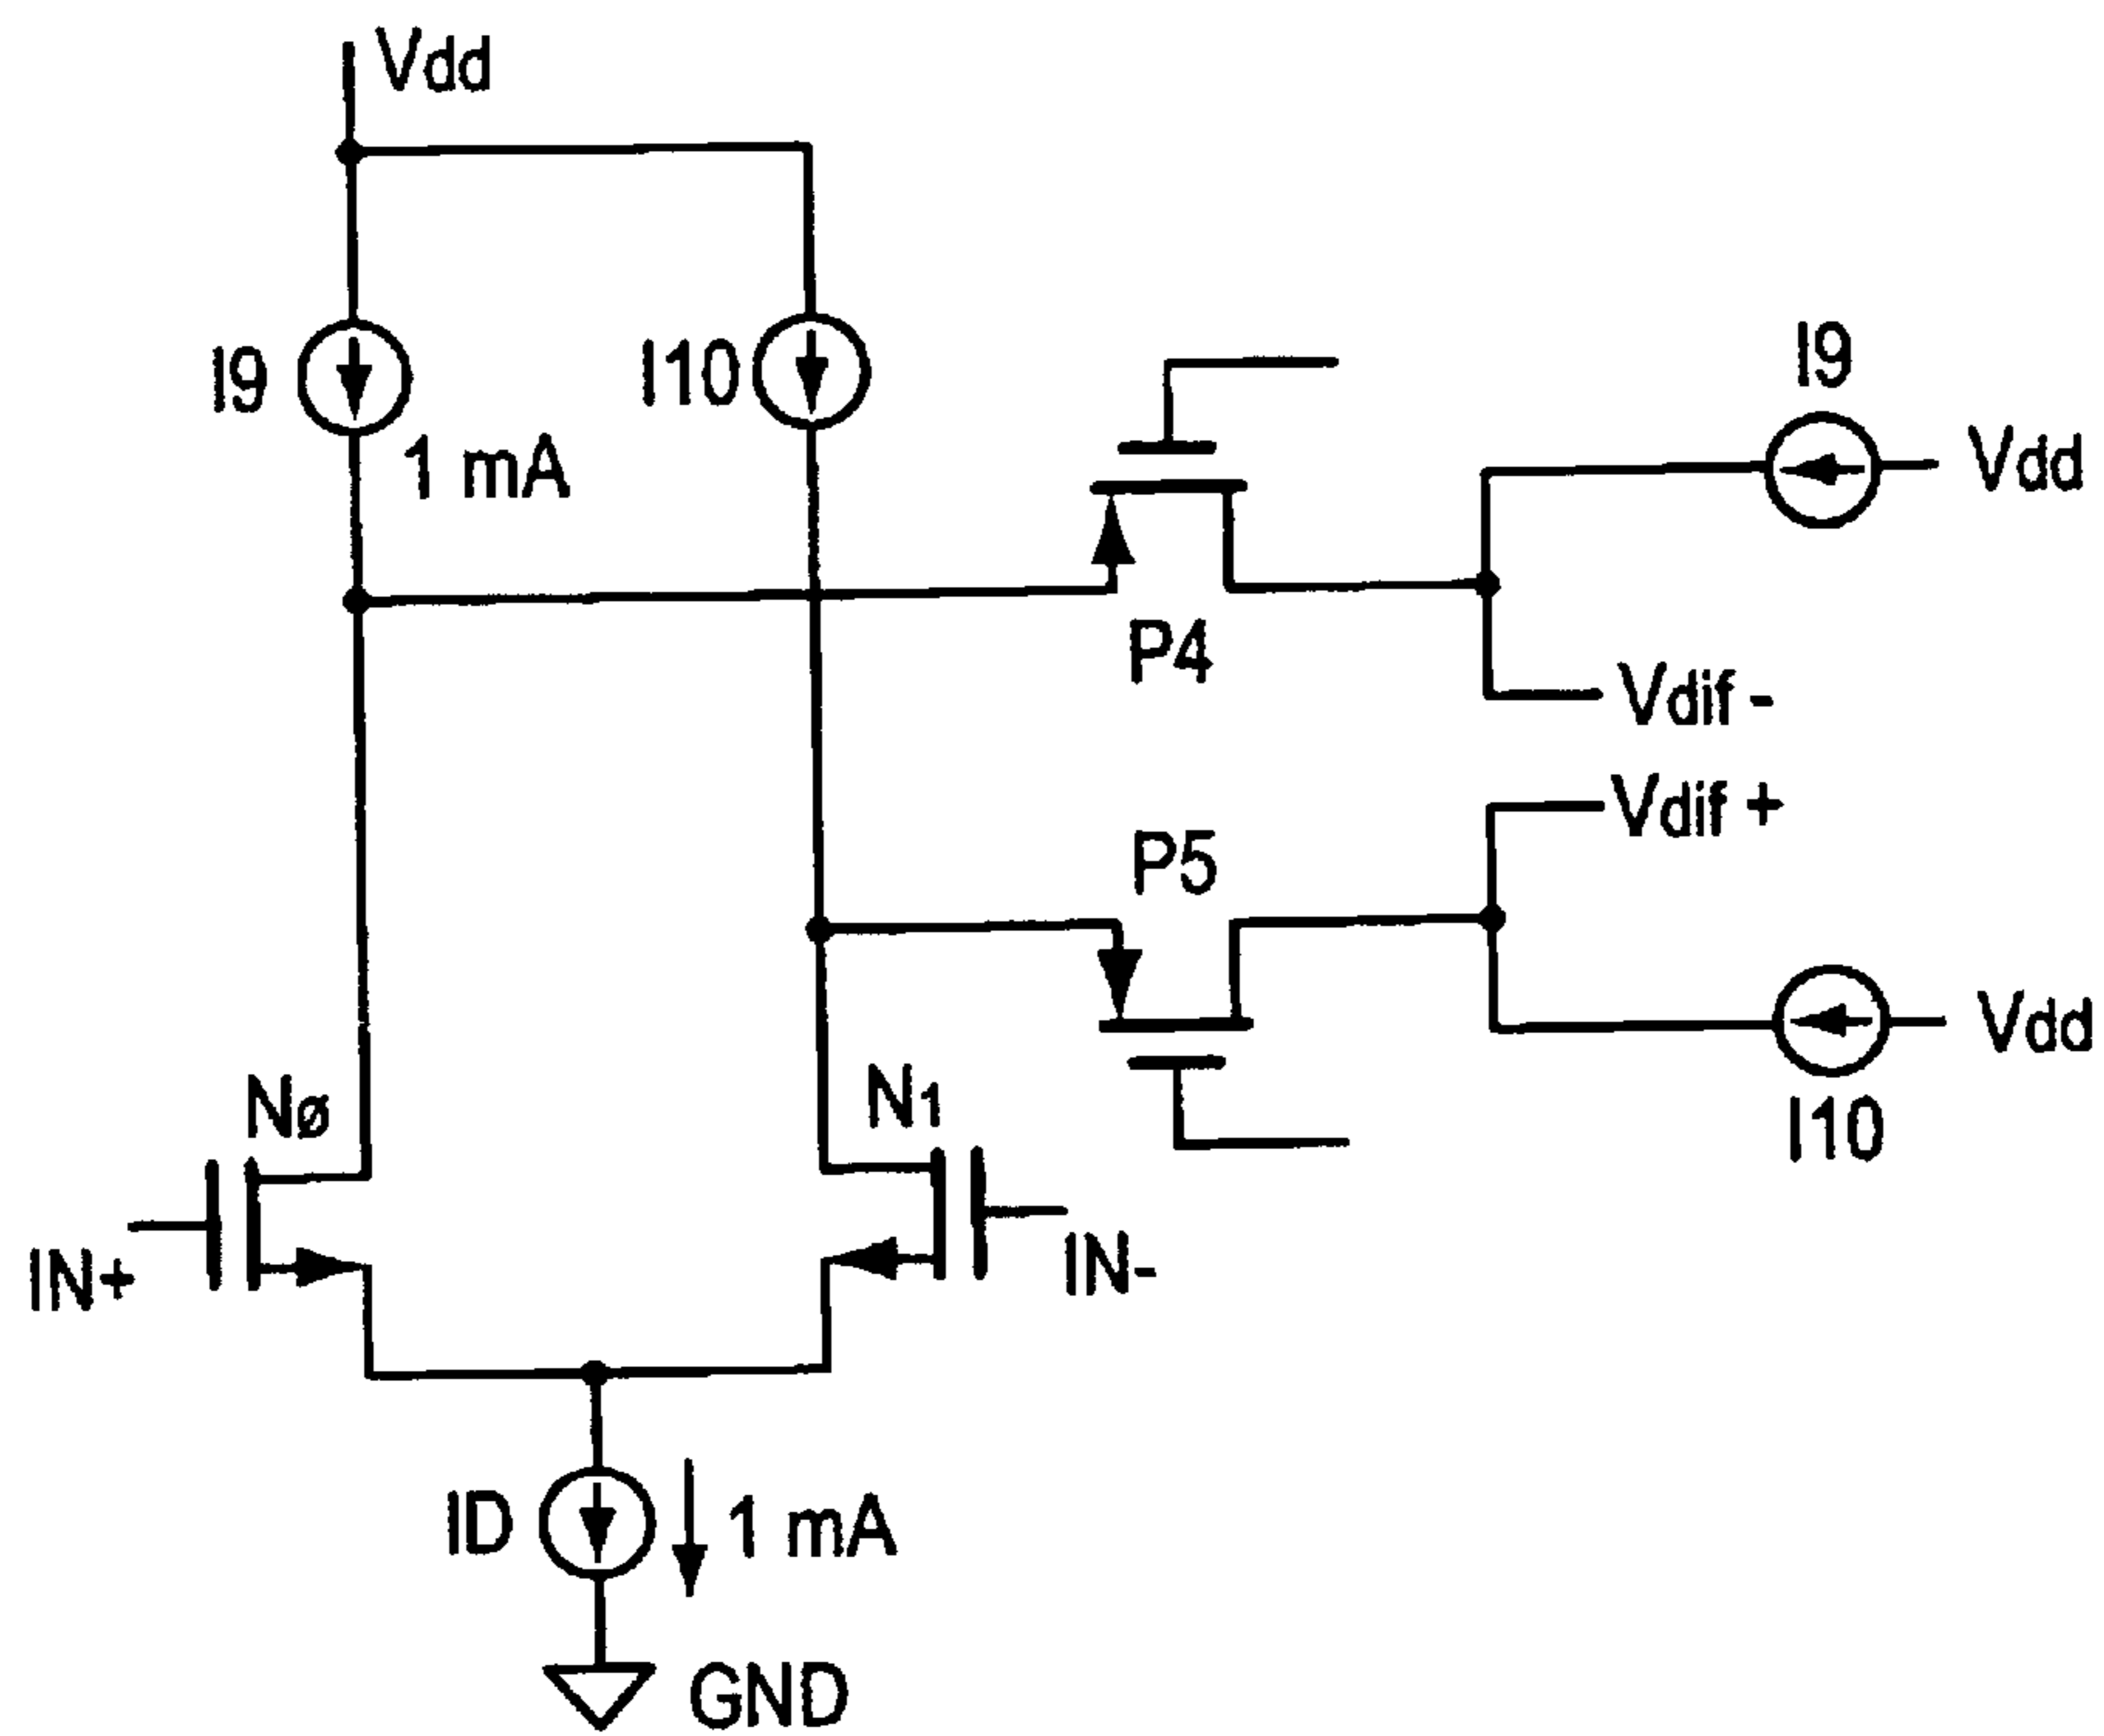 Vdd
I9
I10
1 mA
I9
Vdd
P4
Vdif -
Vdif +
P5
Vdd
I10
Nø
N1
IN+
IN-
ID
1 mA
GND